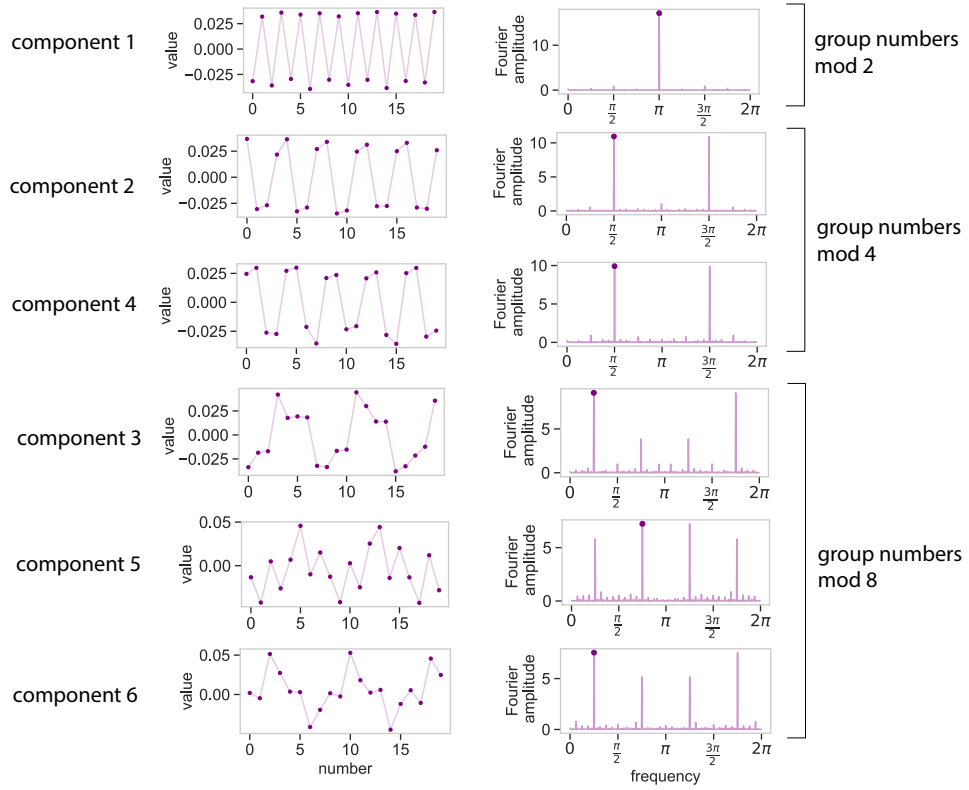 component 1
value
0.025
0.000
−0.025
0 5 10 15
Fourier
amplitude
10
0
0 π/2 π 3π/2 2π
group numbers
mod 2
component 2
value
0.025
0.000
−0.025
0 5 10 15
Fourier
amplitude
10
5
0
0 π/2 π 3π/2 2π
group numbers
mod 4
component 4
value
0.025
0.000
−0.025
0 5 10 15
Fourier
amplitude
10
5
0
0 π/2 π 3π/2 2π
component 3
value
0.025
0.000
−0.025
0 5 10 15
Fourier
amplitude
5
0
0 π/2 π 3π/2 2π
component 5
value
0.05
0.00
0 5 10 15
Fourier
amplitude
5
0
0 π/2 π 3π/2 2π
group numbers
mod 8
component 6
value
0.05
0.00
0 5 10 15
number
Fourier
amplitude
5
0
0 π/2 π 3π/2 2π
frequency